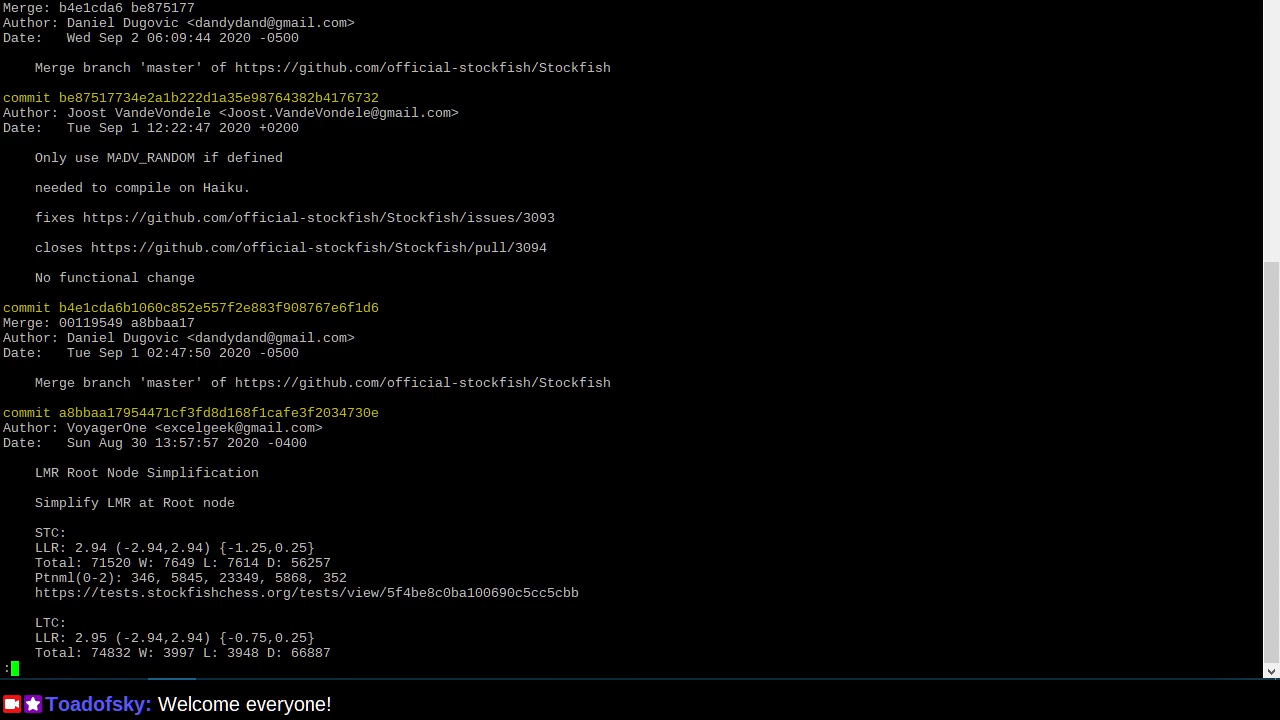 Merge: b4e1cda6 be875177
Author: Daniel Dugovic <dandydand@gmail.com>
Date:   Wed Sep 2 06:09:44 2020 -0500
    Merge branch 'master' of https://github.com/official-stockfish/Stockfish
commit be87517734e2a1b222d1a35e98764382b4176732
Author: Joost VandeVondele <Joost.VandeVondele@gmail.com>
Date:   Tue Sep 1 12:22:47 2020 +0200
    Only use MADV_RANDOM if defined
    needed to compile on Haiku.
    fixes https://github.com/official-stockfish/Stockfish/issues/3093
    closes https://github.com/official-stockfish/Stockfish/pull/3094
    No functional change
commit b4e1cda6b1060c852e557f2e883f908767e6f1d6
Merge: 00119549 a8bbaa17
Author: Daniel Dugovic <dandydand@gmail.com>
Date:   Tue Sep 1 02:47:50 2020 -0500
    Merge branch 'master' of https://github.com/official-stockfish/Stockfish
commit a8bbaa17954471cf3fd8d168f1cafe3f2034730e
Author: VoyagerOne <excelgeek@gmail.com>
Date:   Sun Aug 30 13:57:57 2020 -0400
    LMR Root Node Simplification
    Simplify LMR at Root node
    STC:
    LLR: 2.94 (-2.94,2.94) {-1.25,0.25}
    Total: 71520 W: 7649 L: 7614 D: 56257
    Ptnml(0-2): 346, 5845, 23349, 5868, 352
    https://tests.stockfishchess.org/tests/view/5f4be8c0ba100690c5cc5cbb
    LTC:
    LLR: 2.95 (-2.94,2.94) {-0.75,0.25}
    Total: 74832 W: 3997 L: 3948 D: 66887
:
Toadofsky: Welcome everyone!